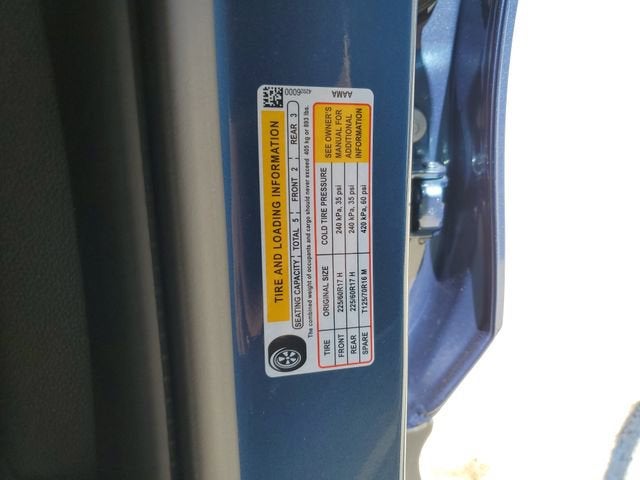 TIRE AND LOADING INFORMATION
SEATING CAPACITY TOTAL 5 FRONT 2 REAR 3
The combined weight of occupants and cargo should never exceed 405 kg or 893 lbs.
TIRE ORIGINAL SIZE COLD TIRE PRESSURE
FRONT 225/60R17 H 240 kPa, 35 psi
REAR 225/60R17 H 240 kPa, 35 psi
SPARE T125/70R16 M 420 kPa, 60 psi
SEE OWNER'S
MANUAL FOR
ADDITIONAL
INFORMATION
AAMA